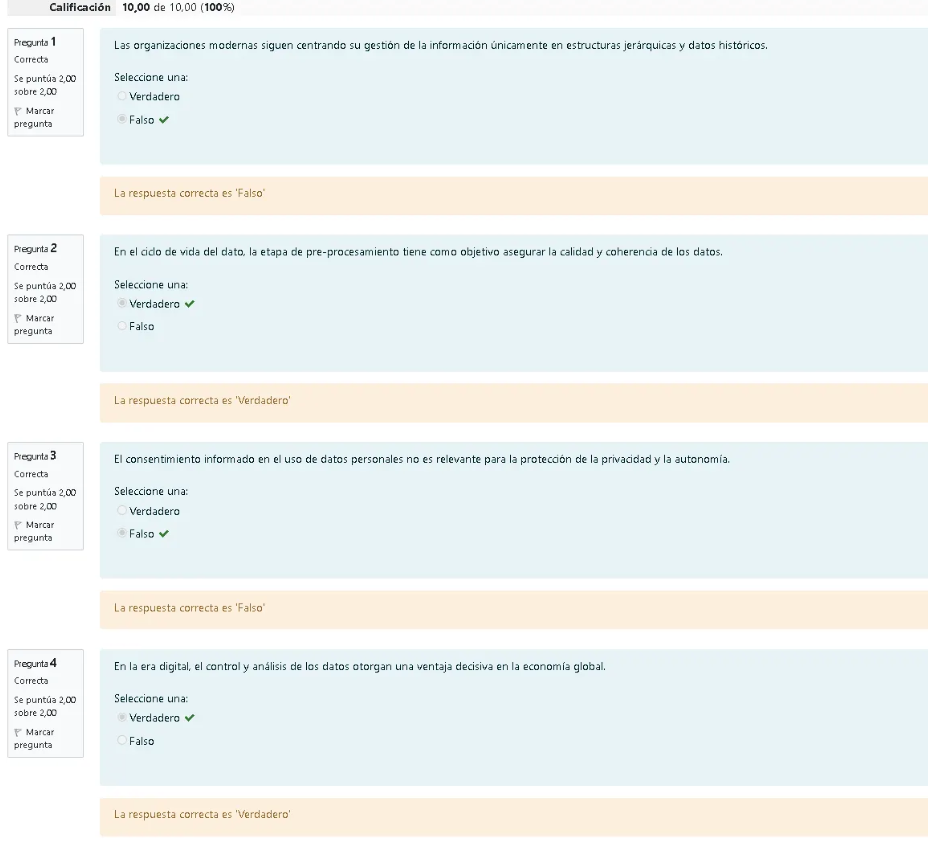 Calificación 10,00 de 10,00 (100%)
Pregunta 1
Correcta
Se puntúa 2,00
sobre 2,00
Marcar
pregunta
Las organizaciones modernas siguen centrando su gestión de la información únicamente en estructuras jerárquicas y datos históricos.
Seleccione una:
Verdadero
Falso
La respuesta correcta es 'Falso'
Pregunta 2
Correcta
Se puntúa 2,00
sobre 2,00
Marcar
pregunta
En el ciclo de vida del dato, la etapa de pre-procesamiento tiene como objetivo asegurar la calidad y coherencia de los datos.
Seleccione una:
Verdadero
Falso
La respuesta correcta es 'Verdadero'
Pregunta 3
Correcta
Se puntúa 2,00
sobre 2,00
Marcar
pregunta
El consentimiento informado en el uso de datos personales no es relevante para la protección de la privacidad y la autonomía.
Seleccione una:
Verdadero
Falso
La respuesta correcta es 'Falso'
Pregunta 4
Correcta
Se puntúa 2,00
sobre 2,00
Marcar
pregunta
En la era digital, el control y análisis de los datos otorgan una ventaja decisiva en la economía global.
Seleccione una:
Verdadero
Falso
La respuesta correcta es 'Verdadero'